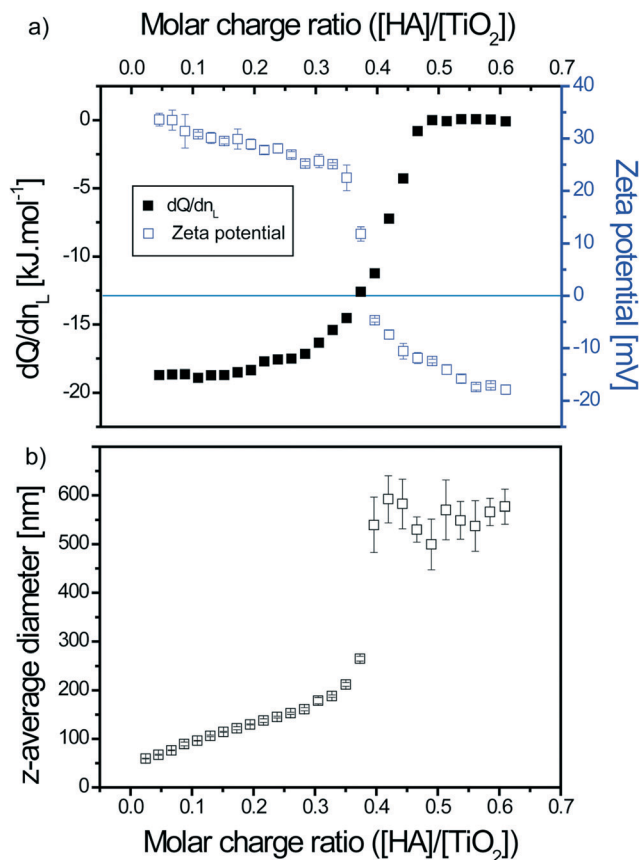 a)
Molar charge ratio ([HA]/[TiO₂])
0.0 0.1 0.2 0.3 0.4 0.5 0.6 0.7
dQ/dn_L [kJ.mol⁻¹]
0
-5
-10
-15
-20
dQ/dn_L
Zeta potential
40
30
20
10
0
-10
-20
Zeta potential [mV]
b)
z-average diameter [nm]
600
500
400
300
200
100
0
0.0 0.1 0.2 0.3 0.4 0.5 0.6 0.7
Molar charge ratio ([HA]/[TiO₂])